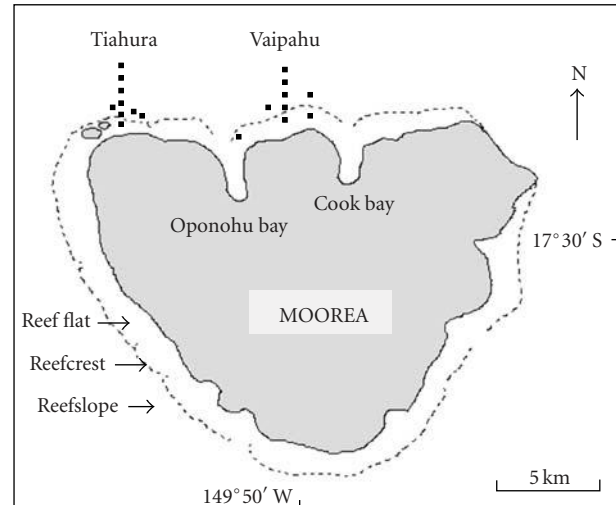 Tiahura
Vaipahu
N
Oponohu bay
Cook bay
17°30′ S
MOOREA
Reef flat
Reefcrest
Reefslope
5 km
149°50′ W